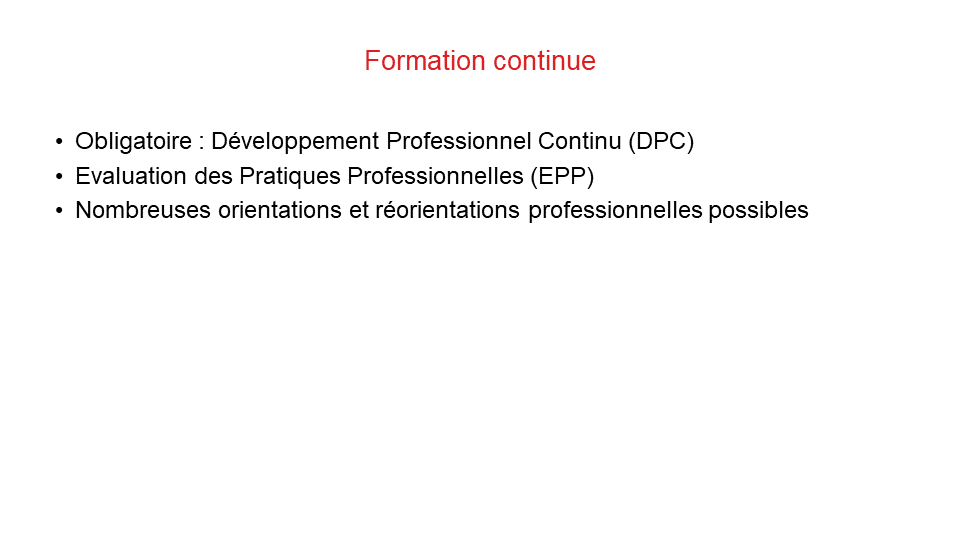 Formation continue
• Obligatoire : Développement Professionnel Continu (DPC)
• Evaluation des Pratiques Professionnelles (EPP)
• Nombreuses orientations et réorientations professionnelles possibles